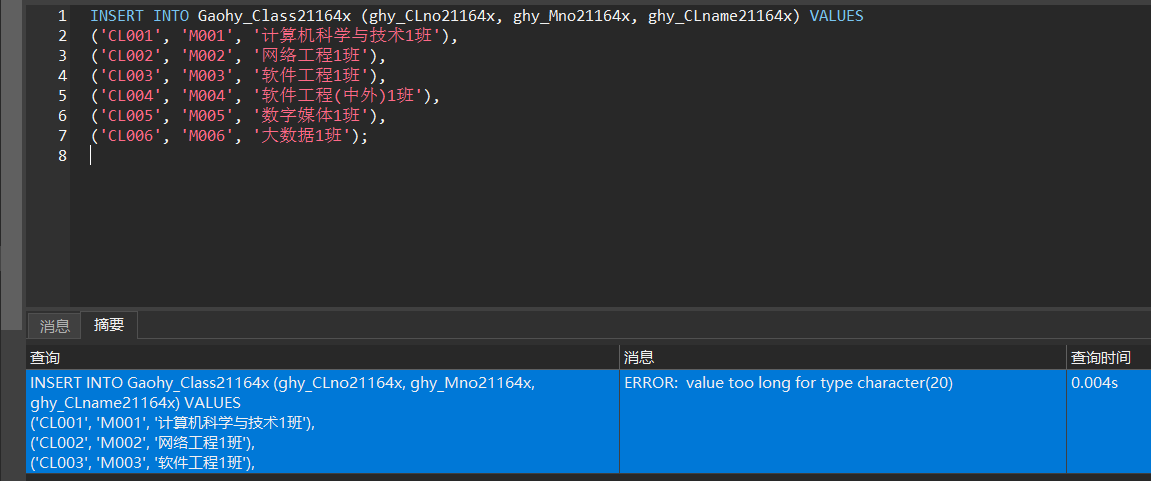 1 INSERT INTO Gaohy_Class21164x (ghy_CLno21164x, ghy_Mno21164x, ghy_CLname21164x) VALUES
2 ('CL001', 'M001', '计算机科学与技术1班'),
3 ('CL002', 'M002', '网络工程1班'),
4 ('CL003', 'M003', '软件工程1班'),
5 ('CL004', 'M004', '软件工程(中外)1班'),
6 ('CL005', 'M005', '数字媒体1班'),
7 ('CL006', 'M006', '大数据1班');
8
消息 摘要
查询 消息 查询时间
INSERT INTO Gaohy_Class21164x (ghy_CLno21164x, ghy_Mno21164x, ERROR:  value too long for type character(20) 0.004s
ghy_CLname21164x) VALUES
('CL001', 'M001', '计算机科学与技术1班'),
('CL002', 'M002', '网络工程1班'),
('CL003', 'M003', '软件工程1班'),